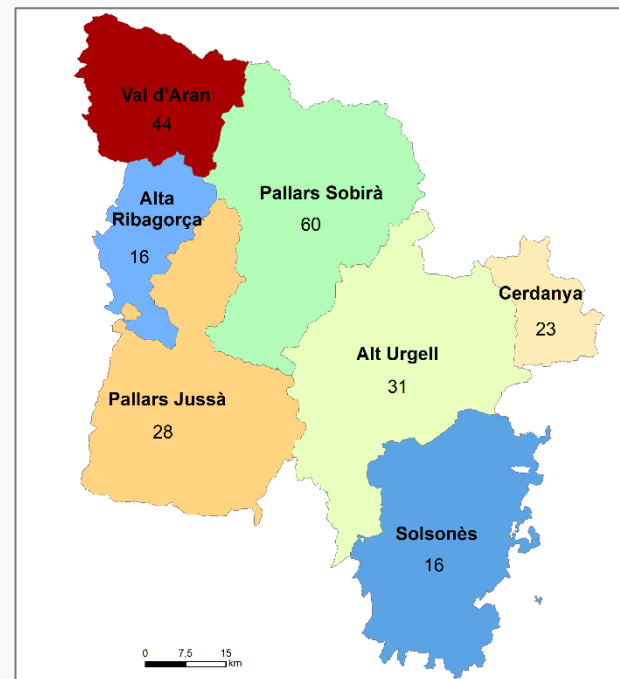 Val d'Aran
44
Alta
Ribagorça
16
Pallars Sobirà
60
Cerdanya
23
Alt Urgell
31
Pallars Jussà
28
Solsonès
16
0 7,5 15
km